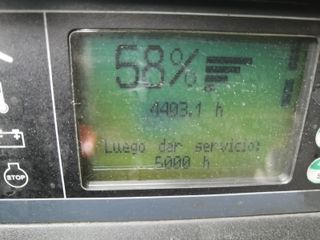 58%
4403.1 h
Luego dar servicio:
5000 h
STOP